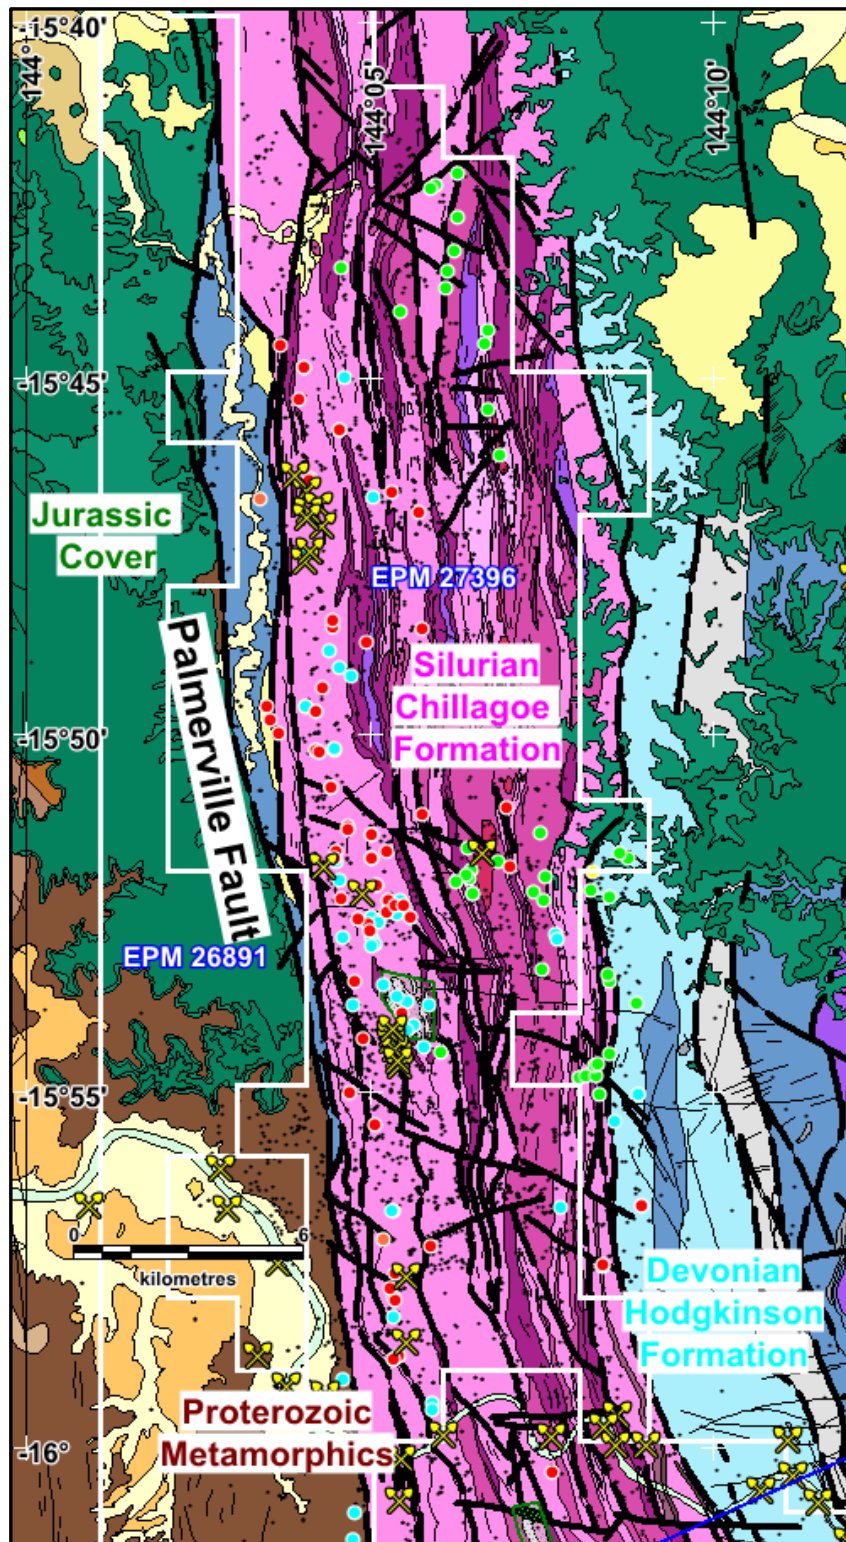 -15°40'
144°
144°05'
144°10'
-15°45'
Jurassic
Cover
EPM 27396
Silurian
Chillagoe
Formation
-15°50'
Palmerville Fault
EPM 26891
-15°55'
0
6
kilometres
Devonian
Hodgkinson
Formation
Proterozoic
Metamorphics
-16°